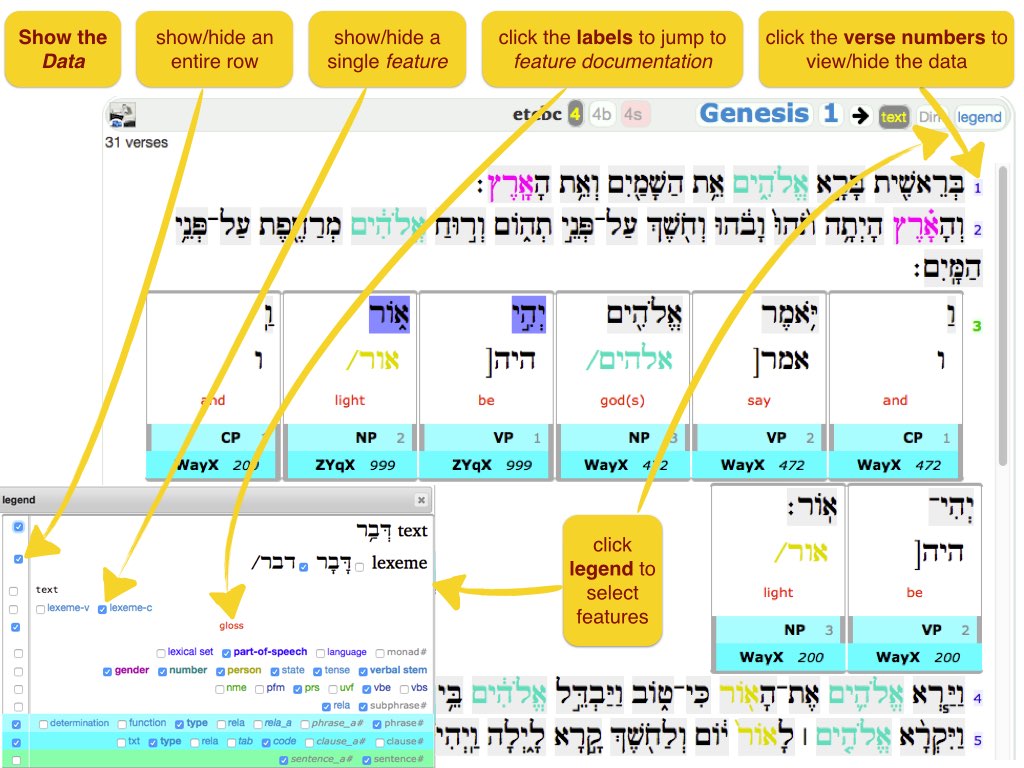 Show the
Data
show/hide an
entire row
show/hide a
single feature
click the labels to jump to
feature documentation
click the verse numbers to
view/hide the data
etcbc 4 4b 4s
Genesis 1 → text legend
31 verses
בְּרֵאשִׁ֖ית בָּרָ֣א אֱלֹהִ֑ים אֵ֥ת הַשָּׁמַ֖יִם וְאֵ֥ת הָאָֽרֶץ׃ 1
וְהָאָ֗רֶץ הָיְתָ֥ה תֹ֙הוּ֙ וָבֹ֔הוּ וְחֹ֖שֶׁךְ עַל־פְּנֵ֣י תְהֹ֑ום וְר֣וּחַ אֱלֹהִ֔ים מְרַחֶ֖פֶת עַל־פְּנֵ֥י 2
הַמָּֽיִם׃
וַ יֹּ֥אמֶר אֱלֹהִ֖ים יְהִ֣י אֹ֑ור וַֽ 3
ו אמר[ אלהים/ היה[ אור/ ו
and say god(s) be light and
CP 1 VP 2 NP 3 VP 1 NP 2 CP
WayX 472 WayX 472 WayX 472 ZYqX 999 ZYqX 999 WayX 200
יְהִי־ אֹֽור׃
היה[ אור/
be light
VP 2 NP 3
WayX 200 WayX 200
וַיַּ֧רְא אֱלֹהִ֛ים אֶת־הָאֹ֖ור כִּי־טֹ֑וב וַיַּבְדֵּ֣ל אֱלֹהִ֔ים בֵּ֥י 4
וַיִּקְרָ֨א אֱלֹהִ֤ים ׀ לָאֹור֙ יֹ֔ום וְלַחֹ֖שֶׁךְ קָ֣רָא לָ֑יְלָה וַֽיְהִי 5
click
legend to
select
features
legend
text דְּבַר֥
lexeme דָּבָר דבר/
text
lexeme-v lexeme-c
gloss
lexical set part-of-speech language monad#
gender number person state tense verbal stem
nme pfm prs uvf vbe vbs
rela subphrase#
determination function type rela rela_a phrase_a# phrase#
txt type rela tab code clause_a# clause#
sentence_a# sentence#